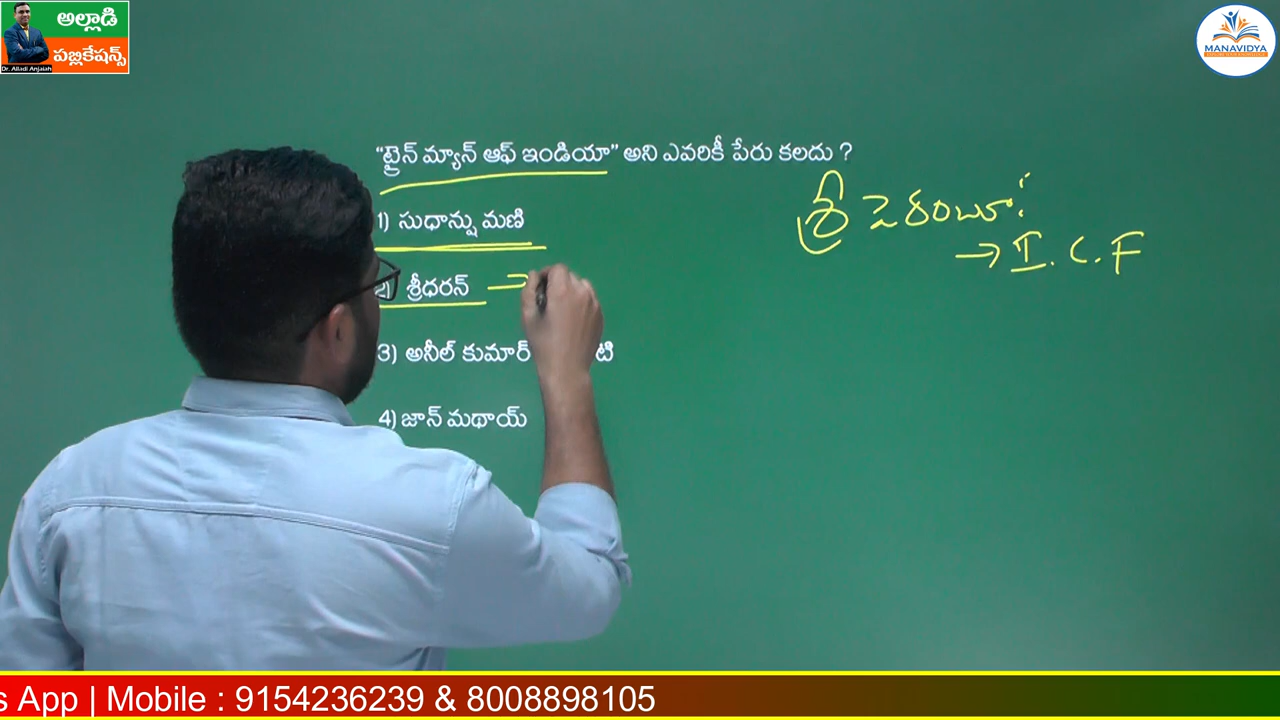 అల్లాడి
పబ్లికేషన్స్
Dr. Alladi Anjaiah
MANAVIDYA
"ట్రైన్ మ్యాన్ ఆఫ్ ఇండియా" అని ఎవరికీ పేరు కలదు ?
1) సుధాన్షు మణి
శ్రీ పెరంబూ
→ I. C. F
2) శ్రీధరన్ →
3) అనీల్ కుమార్
4) జాన్ మథాయ్
s App | Mobile : 9154236239 & 8008898105